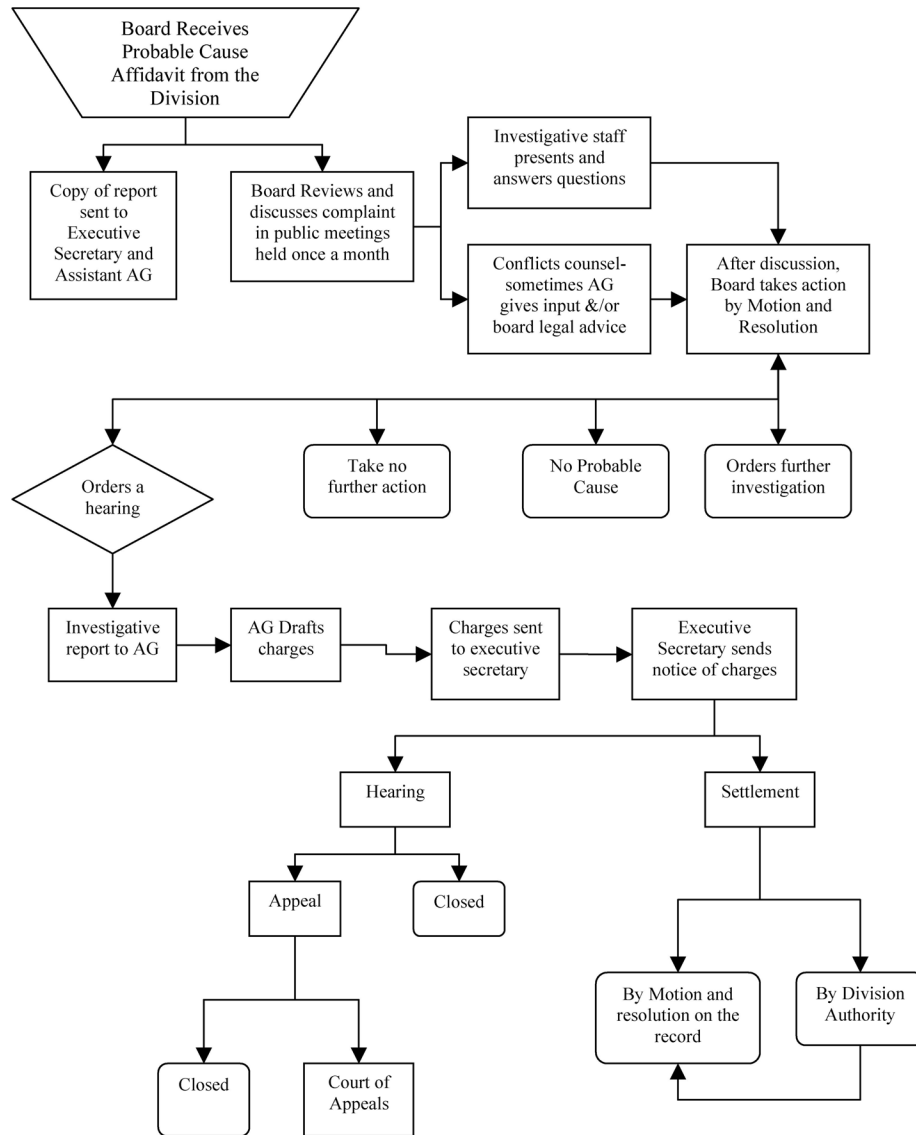 Board Receives
Probable Cause
Affidavit from the
Division
Copy of report
sent to
Executive
Secretary and
Assistant AG
Board Reviews and
discusses complaint
in public meetings
held once a month
Investigative staff
presents and
answers questions
Conflicts counsel-
sometimes AG
gives input &/or
board legal advice
After discussion,
Board takes action
by Motion and
Resolution
Orders a
hearing
Take no
further action
No Probable
Cause
Orders further
investigation
Investigative
report to AG
AG Drafts
charges
Charges sent
to executive
secretary
Executive
Secretary sends
notice of charges
Hearing
Settlement
Appeal
Closed
By Motion and
resolution on the
record
By Division
Authority
Closed
Court of
Appeals